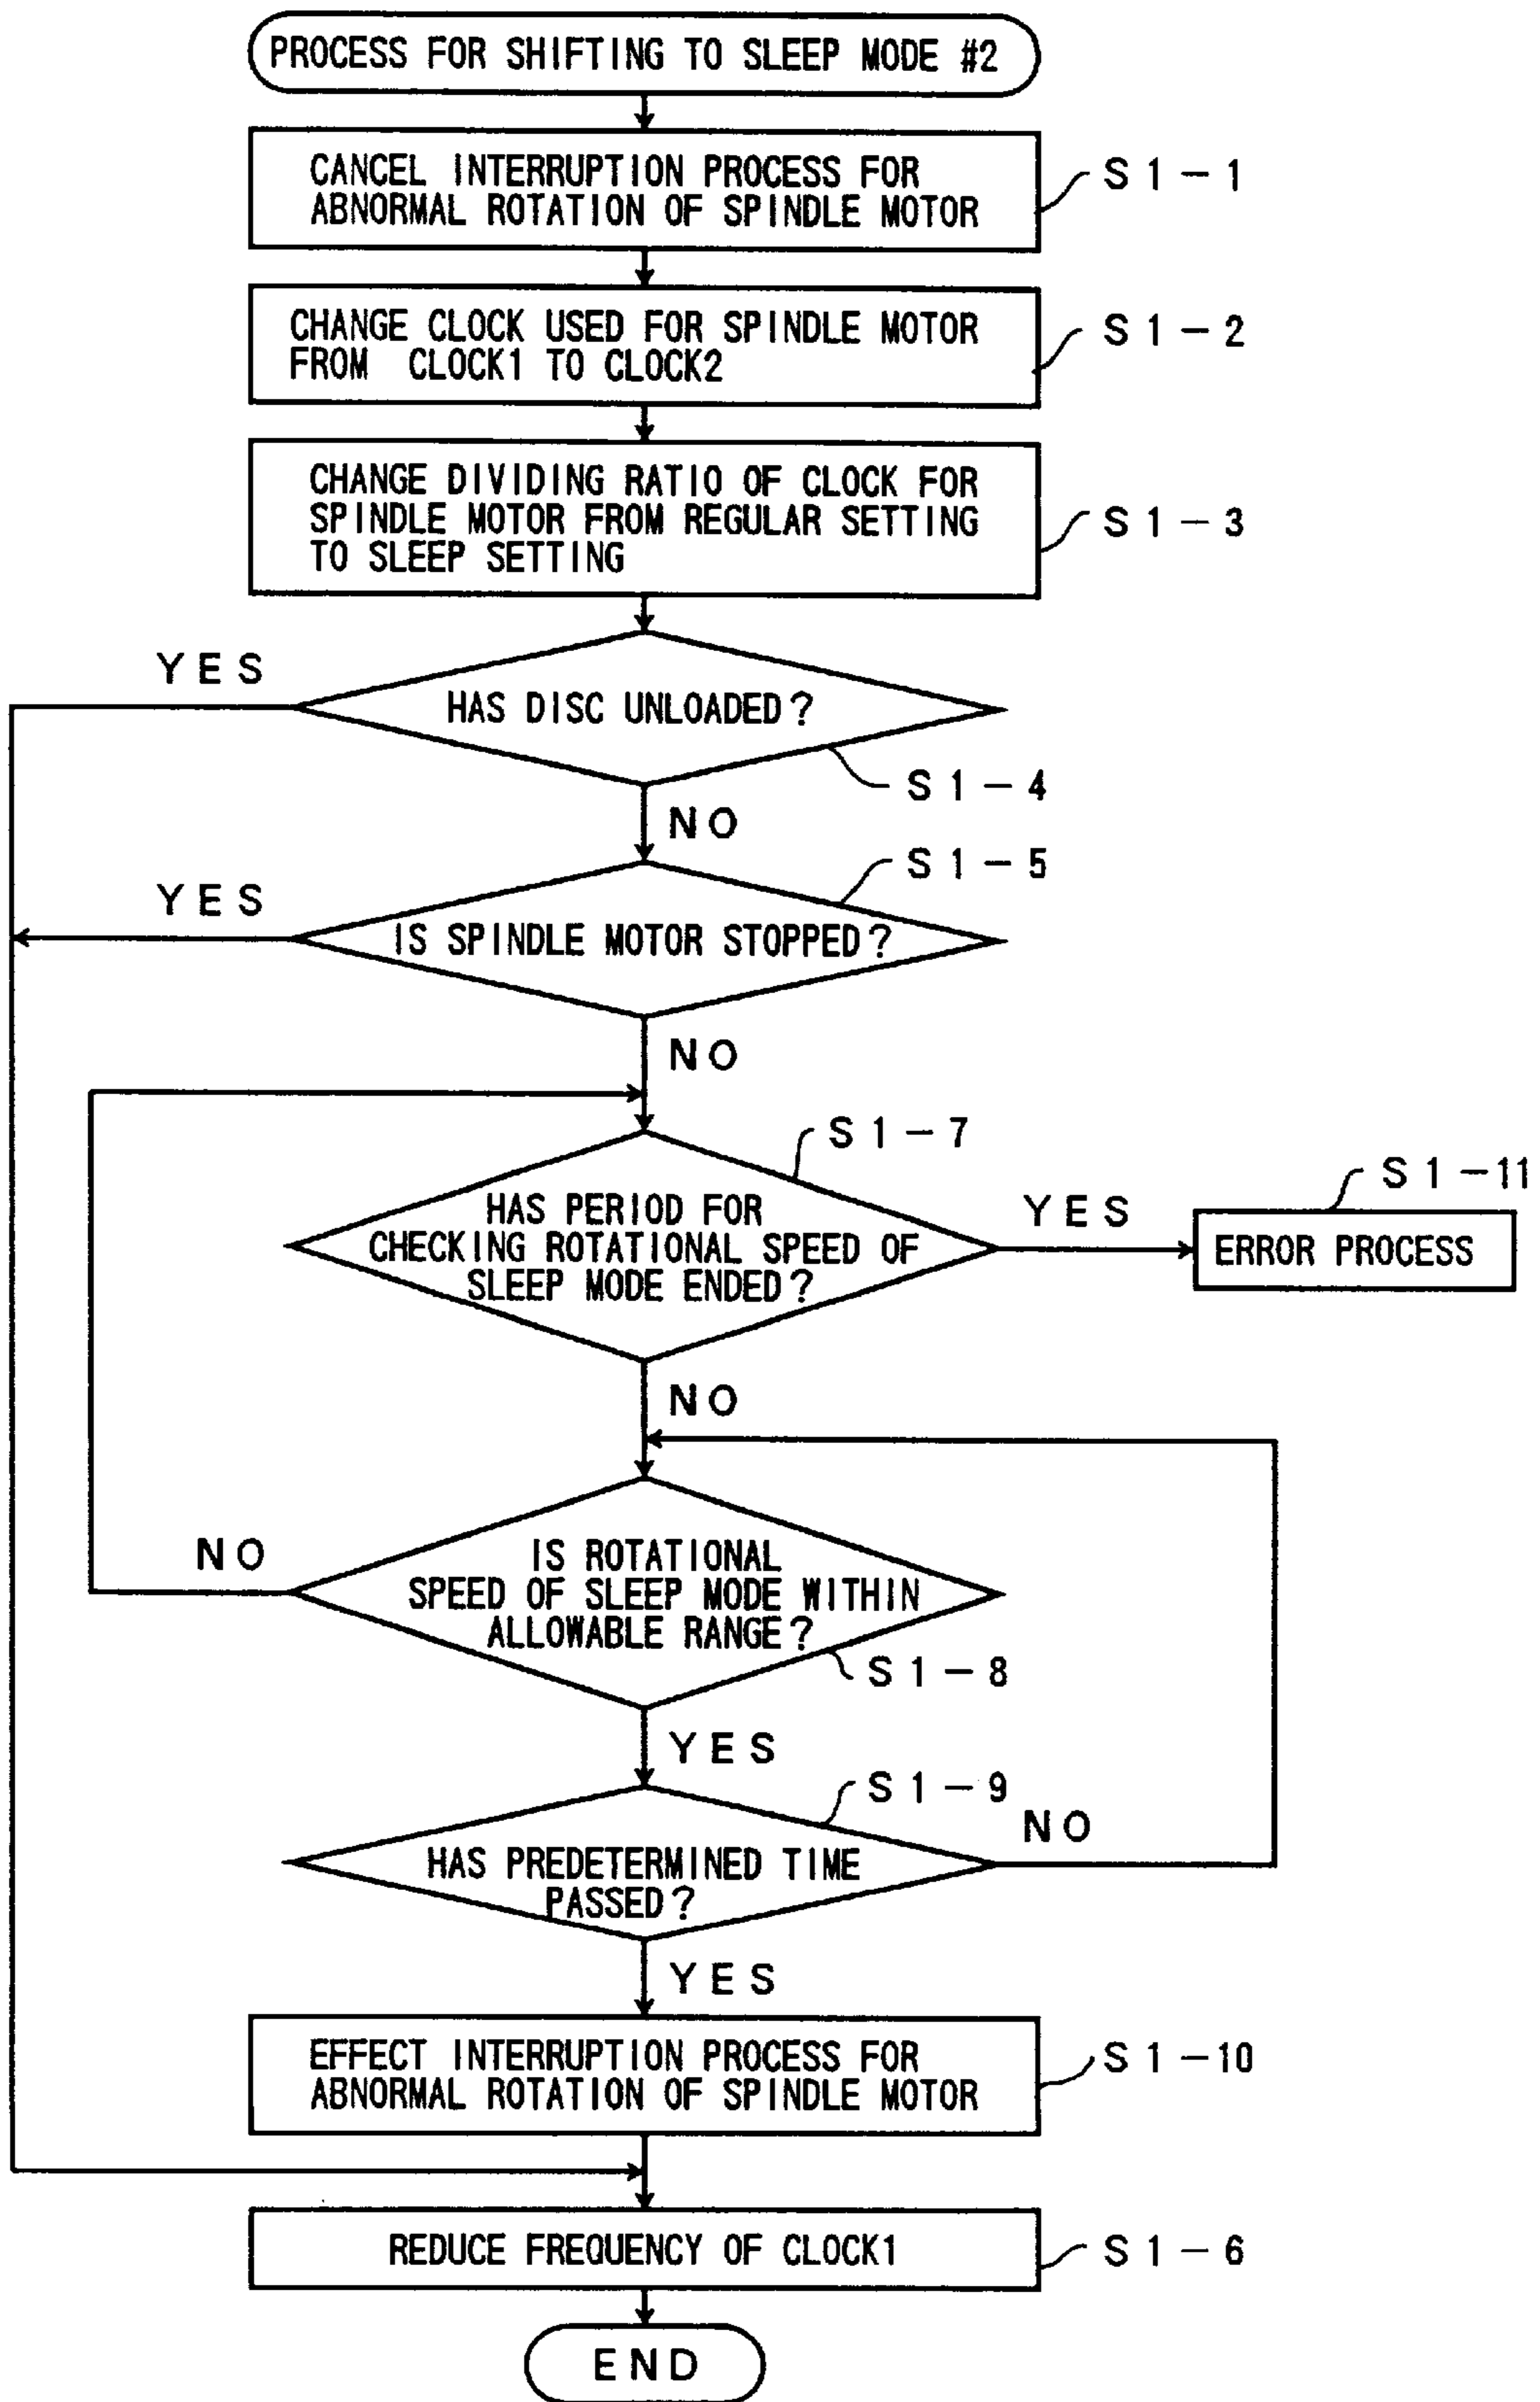 PROCESS FOR SHIFTING TO SLEEP MODE #2
CANCEL INTERRUPTION PROCESS FOR
ABNORMAL ROTATION OF SPINDLE MOTOR
S1-1
CHANGE CLOCK USED FOR SPINDLE MOTOR
FROM CLOCK1 TO CLOCK2
S1-2
CHANGE DIVIDING RATIO OF CLOCK FOR
SPINDLE MOTOR FROM REGULAR SETTING
TO SLEEP SETTING
S1-3
YES
HAS DISC UNLOADED?
S1-4
NO
S1-5
YES
IS SPINDLE MOTOR STOPPED?
NO
S1-7
HAS PERIOD FOR
CHECKING ROTATIONAL SPEED OF
SLEEP MODE ENDED?
YES
S1-11
ERROR PROCESS
NO
NO
IS ROTATIONAL
SPEED OF SLEEP MODE WITHIN
ALLOWABLE RANGE?
S1-8
YES
S1-9
NO
HAS PREDETERMINED TIME
PASSED?
YES
EFFECT INTERRUPTION PROCESS FOR
ABNORMAL ROTATION OF SPINDLE MOTOR
S1-10
REDUCE FREQUENCY OF CLOCK1
S1-6
END